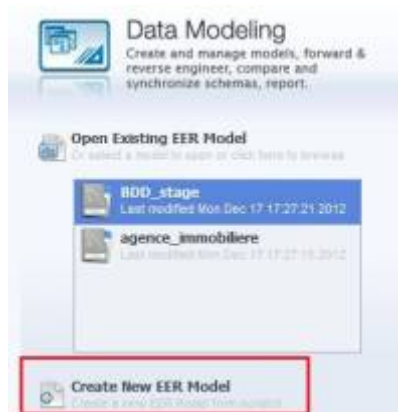 Data Modeling
Create and manage models, forward &
reverse engineer, compare and
synchronize schemas, report.
Open Existing EER Model
Or select a model to open or click here to browse.
BDD_stage
Last modified Mon Dec 17 17:27:21 2012
agence_immobiliere
Last modified Mon Dec 17 17:27:15 2012
Create New EER Model
Create a new EER Model from scratch